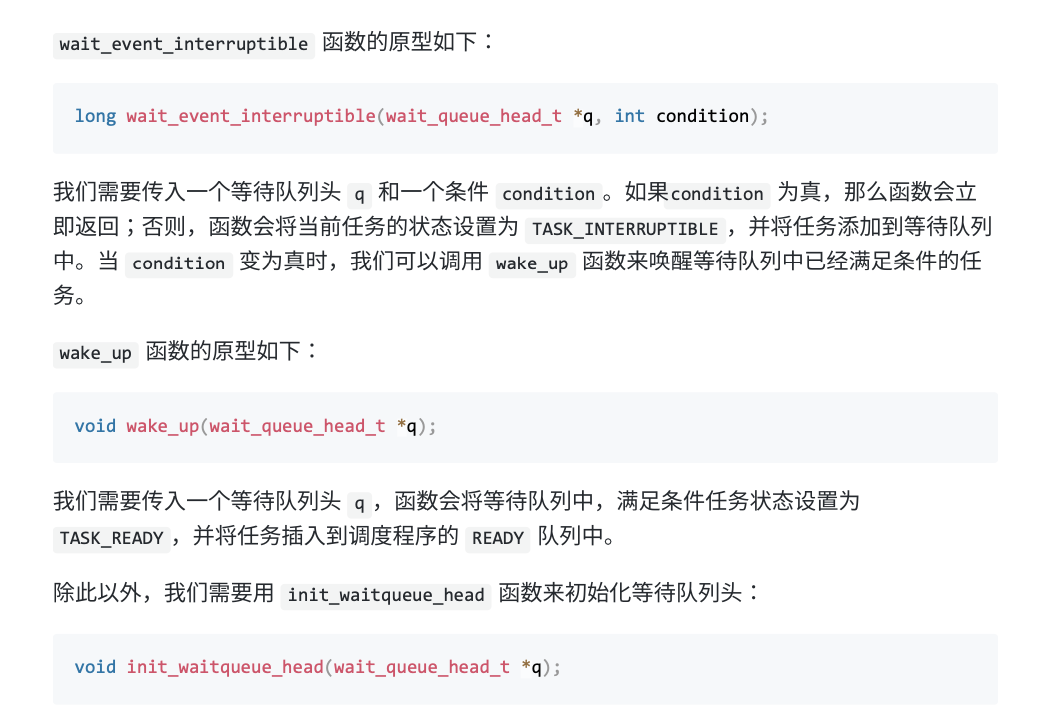 wait_event_interruptible 函数的原型如下：
long wait_event_interruptible(wait_queue_head_t *q, int condition);
我们需要传入一个等待队列头 q 和一个条件 condition 。如果condition 为真，那么函数会立
即返回；否则，函数会将当前任务的状态设置为 TASK_INTERRUPTIBLE ，并将任务添加到等待队列
中。当 condition 变为真时，我们可以调用 wake_up 函数来唤醒等待队列中已经满足条件的任
务。
wake_up 函数的原型如下：
void wake_up(wait_queue_head_t *q);
我们需要传入一个等待队列头 q ，函数会将等待队列中，满足条件任务状态设置为
TASK_READY ，并将任务插入到调度程序的 READY 队列中。
除此以外，我们需要用 init_waitqueue_head 函数来初始化等待队列头：
void init_waitqueue_head(wait_queue_head_t *q);